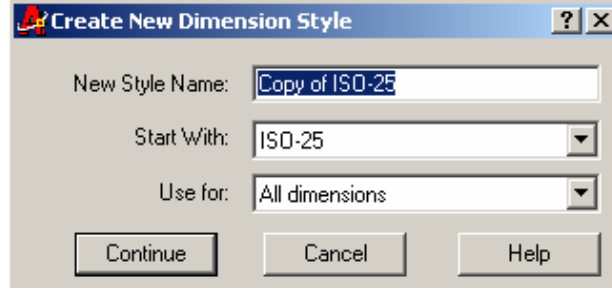 Create New Dimension Style
New Style Name: Copy of ISO-25
Start With: ISO-25
Use for: All dimensions
Continue Cancel Help